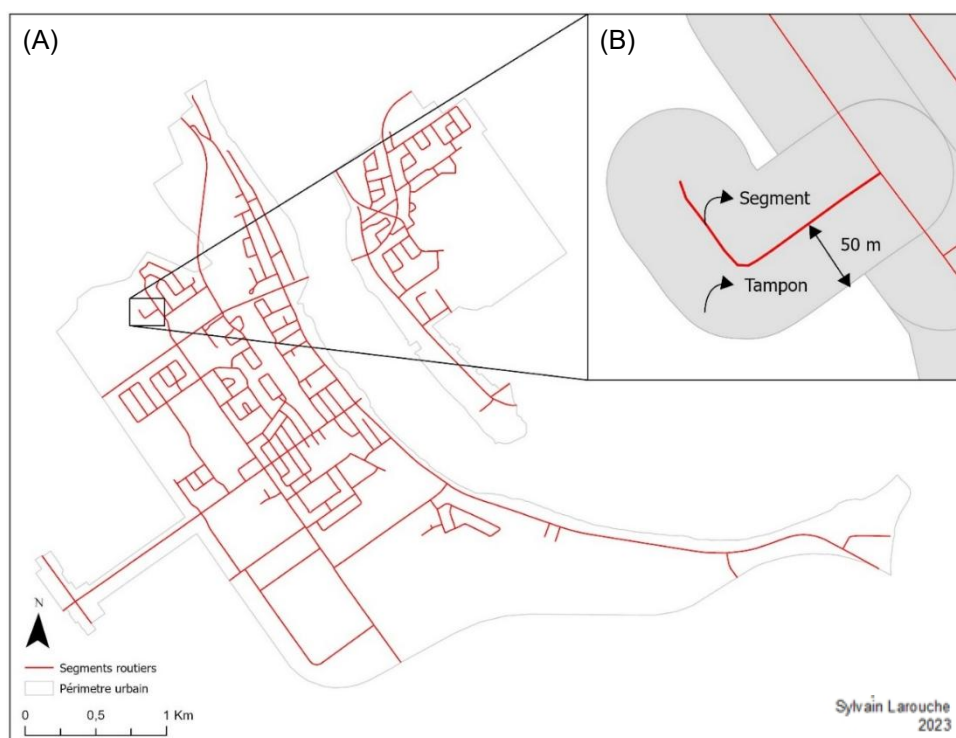 (A)
(B)
Segment
50 m
Tampon
N
Segments routiers
Périmetre urbain
0 0,5 1 Km
Sylvain Larouche
2023